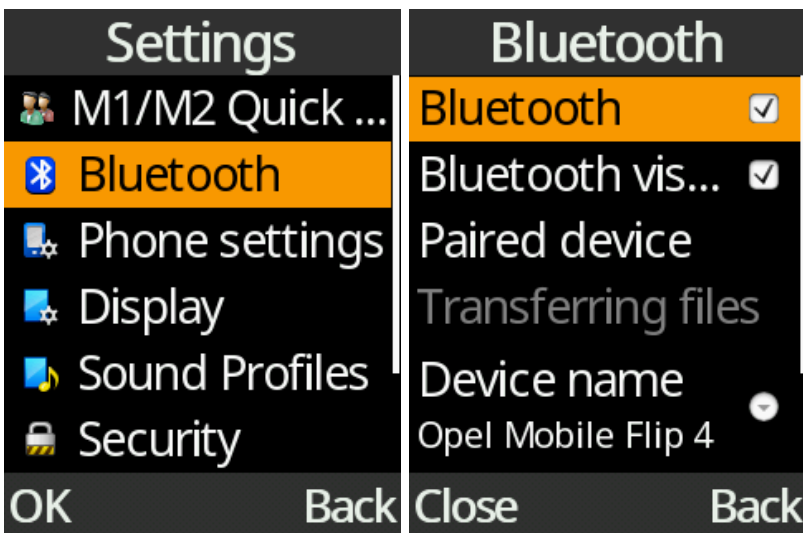 Settings
M1/M2 Quick ...
Bluetooth
Phone settings
Display
Sound Profiles
Security
OK
Back
Bluetooth
Bluetooth
Bluetooth vis...
Paired device
Transferring files
Device name
Opel Mobile Flip 4
Close
Back